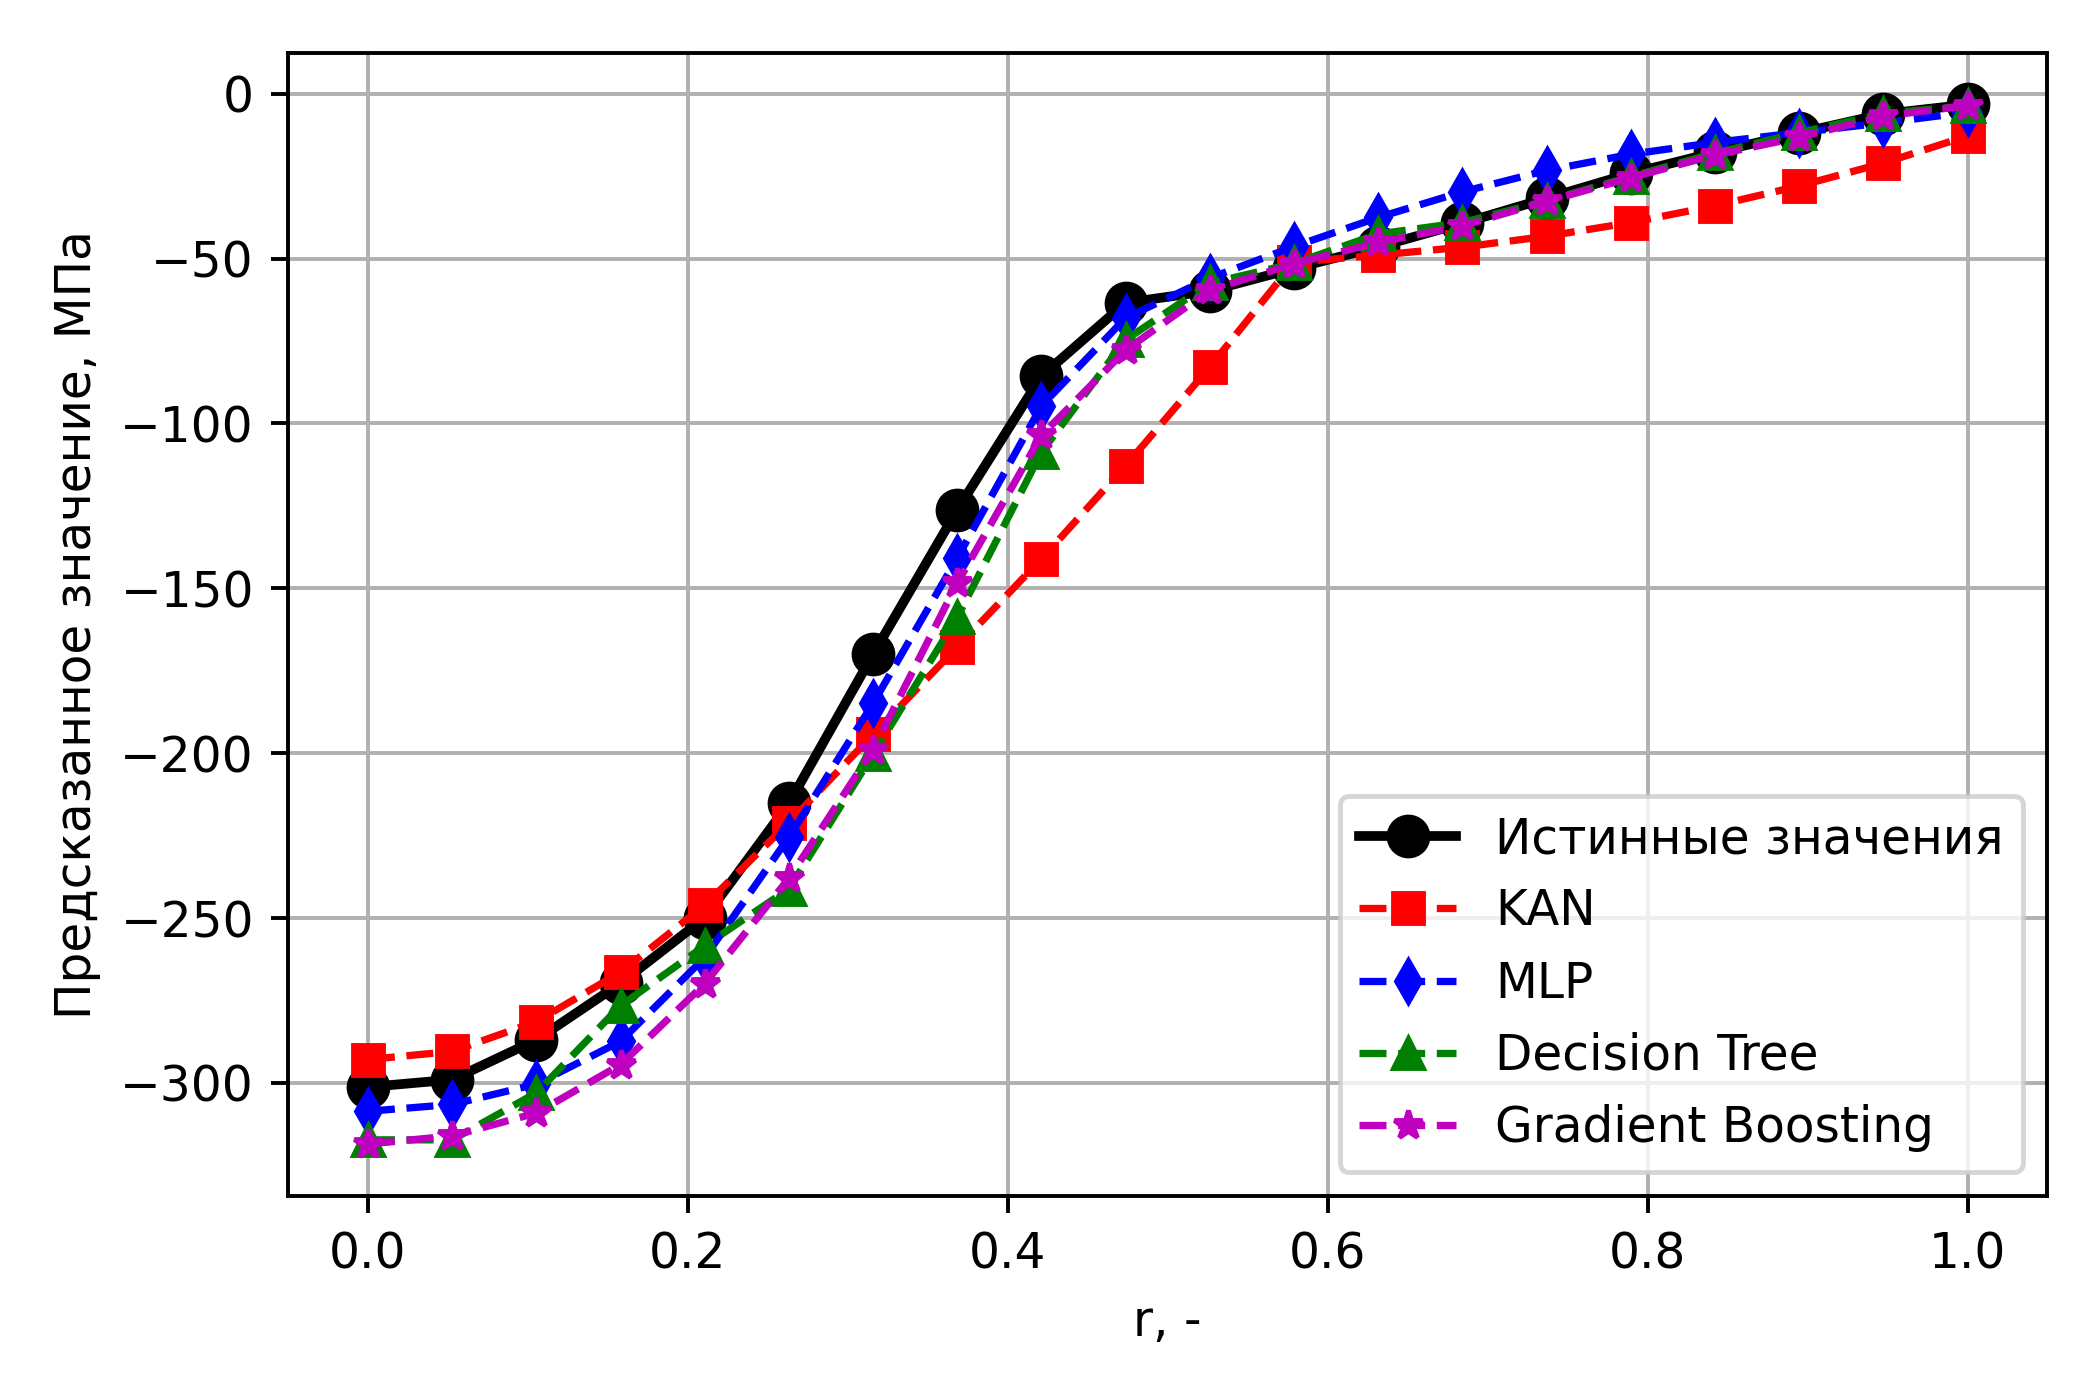 Предсказанное значение, МПа
0
−50
−100
−150
−200
−250
−300
Истинные значения
KAN
MLP
Decision Tree
Gradient Boosting
0.0 0.2 0.4 0.6 0.8 1.0
r, -